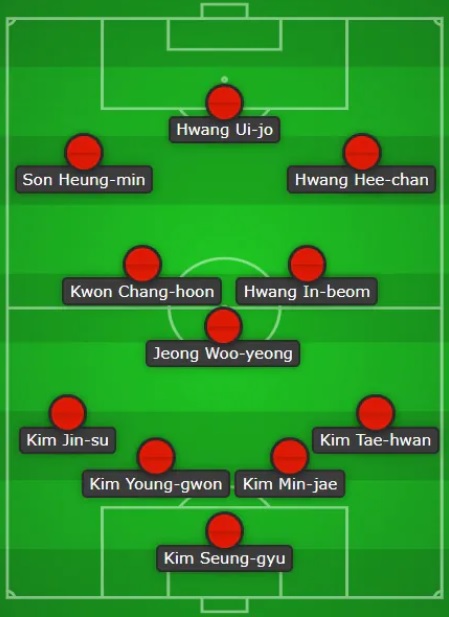 Hwang Ui-jo
Son Heung-min
Hwang Hee-chan
Kwon Chang-hoon
Hwang In-beom
Jeong Woo-yeong
Kim Jin-su
Kim Tae-hwan
Kim Young-gwon
Kim Min-jae
Kim Seung-gyu